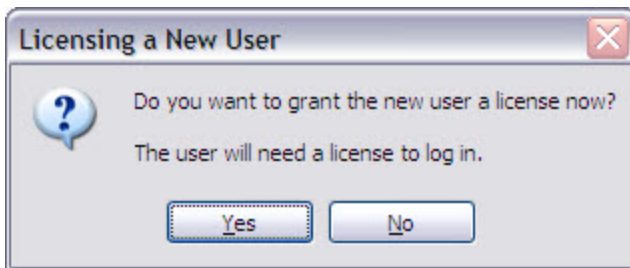 Licensing a New User
Do you want to grant the new user a license now?
The user will need a license to log in.
Yes
No